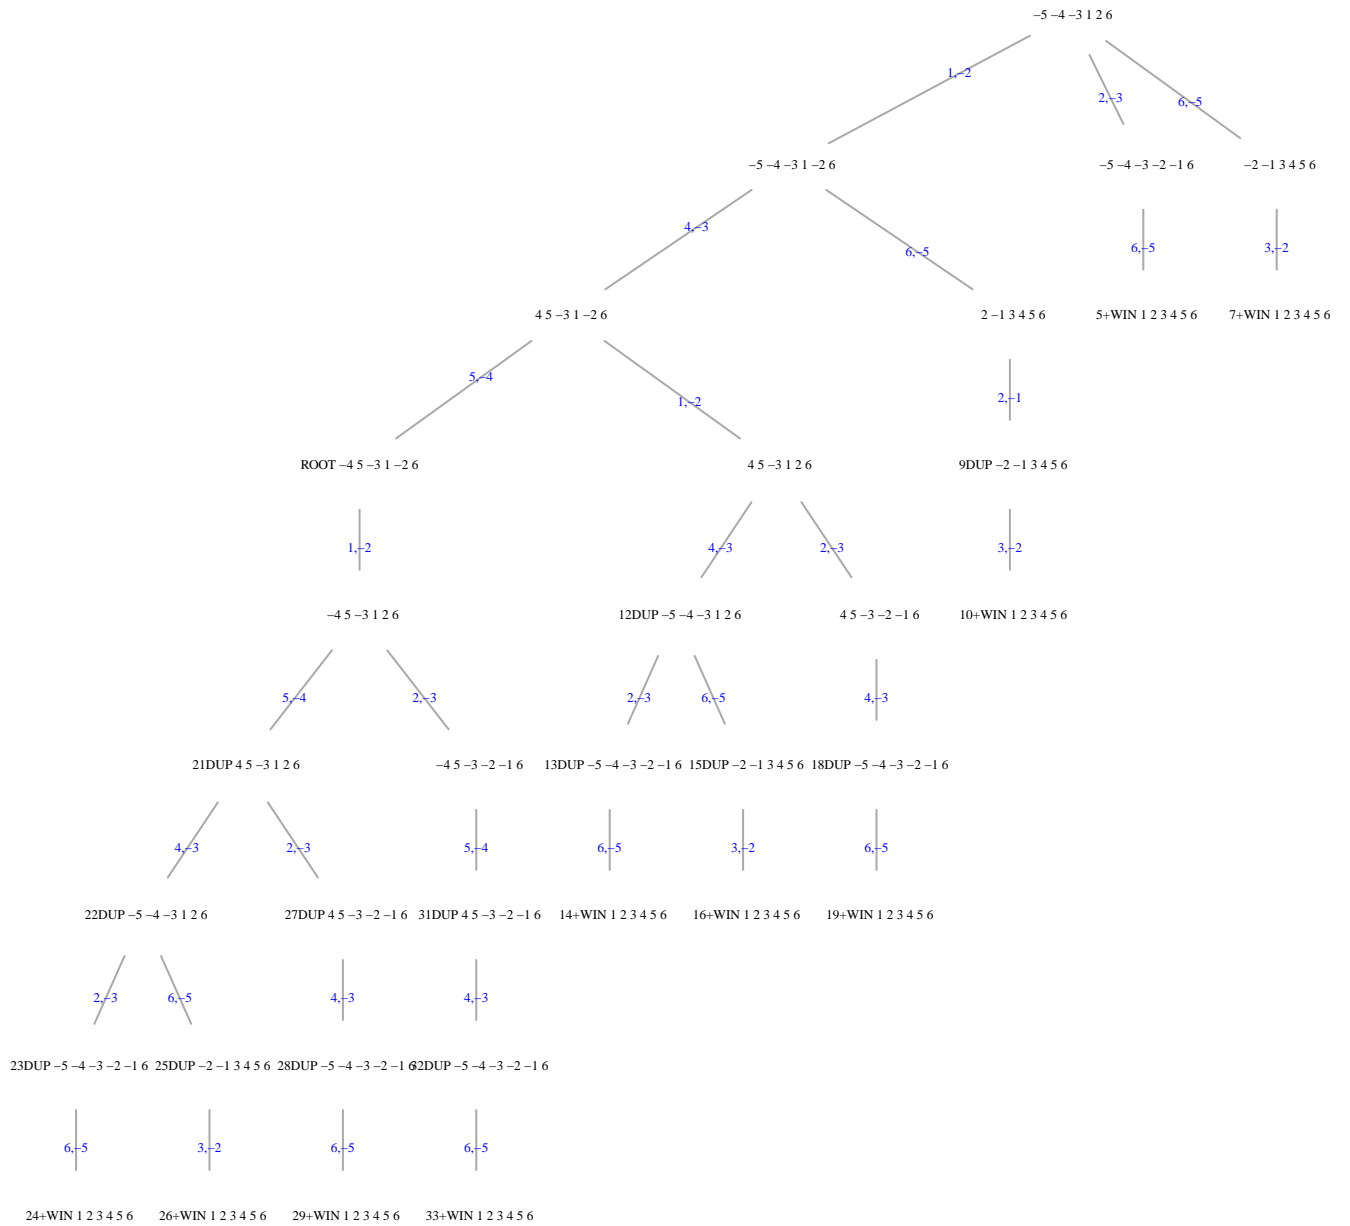 −5 −4 −3 1 2 6
1,−2
2,−3
6,−5
−5 −4 −3 1 −2 6
−5 −4 −3 −2 −1 6
−2 −1 3 4 5 6
4,−3
6,−5
6,−5
3,−2
4 5 −3 1 −2 6
2 −1 3 4 5 6
5+WIN 1 2 3 4 5 6
7+WIN 1 2 3 4 5 6
5,−4
1,−2
2,−1
ROOT −4 5 −3 1 −2 6
4 5 −3 1 2 6
9DUP −2 −1 3 4 5 6
1,−2
4,−3
2,−3
3,−2
−4 5 −3 1 2 6
12DUP −5 −4 −3 1 2 6
4 5 −3 −2 −1 6
10+WIN 1 2 3 4 5 6
5,−4
2,−3
2,−3
6,−5
4,−3
21DUP 4 5 −3 1 2 6
−4 5 −3 −2 −1 6
13DUP −5 −4 −3 −2 −1 6
15DUP −2 −1 3 4 5 6
18DUP −5 −4 −3 −2 −1 6
4,−3
2,−3
5,−4
6,−5
3,−2
6,−5
22DUP −5 −4 −3 1 2 6
27DUP 4 5 −3 −2 −1 6
31DUP 4 5 −3 −2 −1 6
14+WIN 1 2 3 4 5 6
16+WIN 1 2 3 4 5 6
19+WIN 1 2 3 4 5 6
2,−3
6,−5
4,−3
4,−3
23DUP −5 −4 −3 −2 −1 6
25DUP −2 −1 3 4 5 6
28DUP −5 −4 −3 −2 −1 6
32DUP −5 −4 −3 −2 −1 6
6,−5
3,−2
6,−5
6,−5
24+WIN 1 2 3 4 5 6
26+WIN 1 2 3 4 5 6
29+WIN 1 2 3 4 5 6
33+WIN 1 2 3 4 5 6